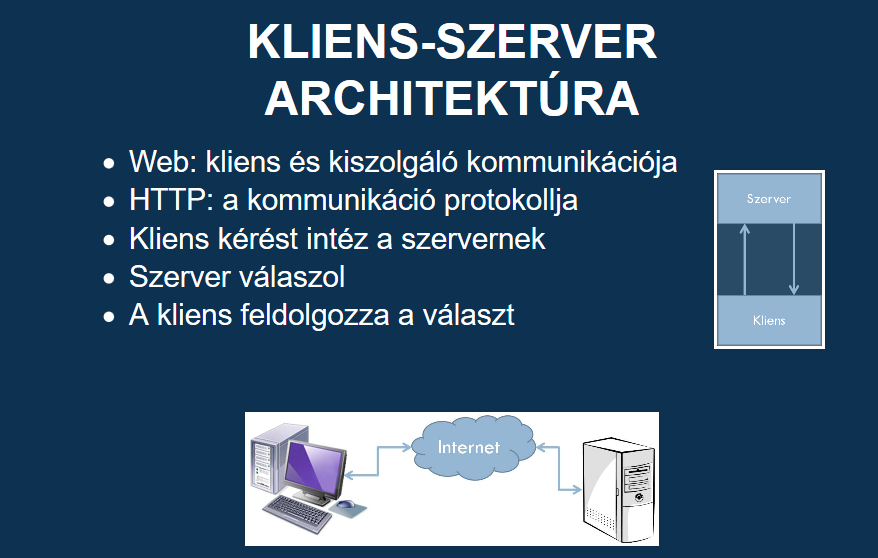 KLIENS-SZERVER
ARCHITEKTÚRA
• Web: kliens és kiszolgáló kommunikációja
• HTTP: a kommunikáció protokollja
• Kliens kérést intéz a szervernek
• Szerver válaszol
• A kliens feldolgozza a választ
Szerver
Kliens
Internet